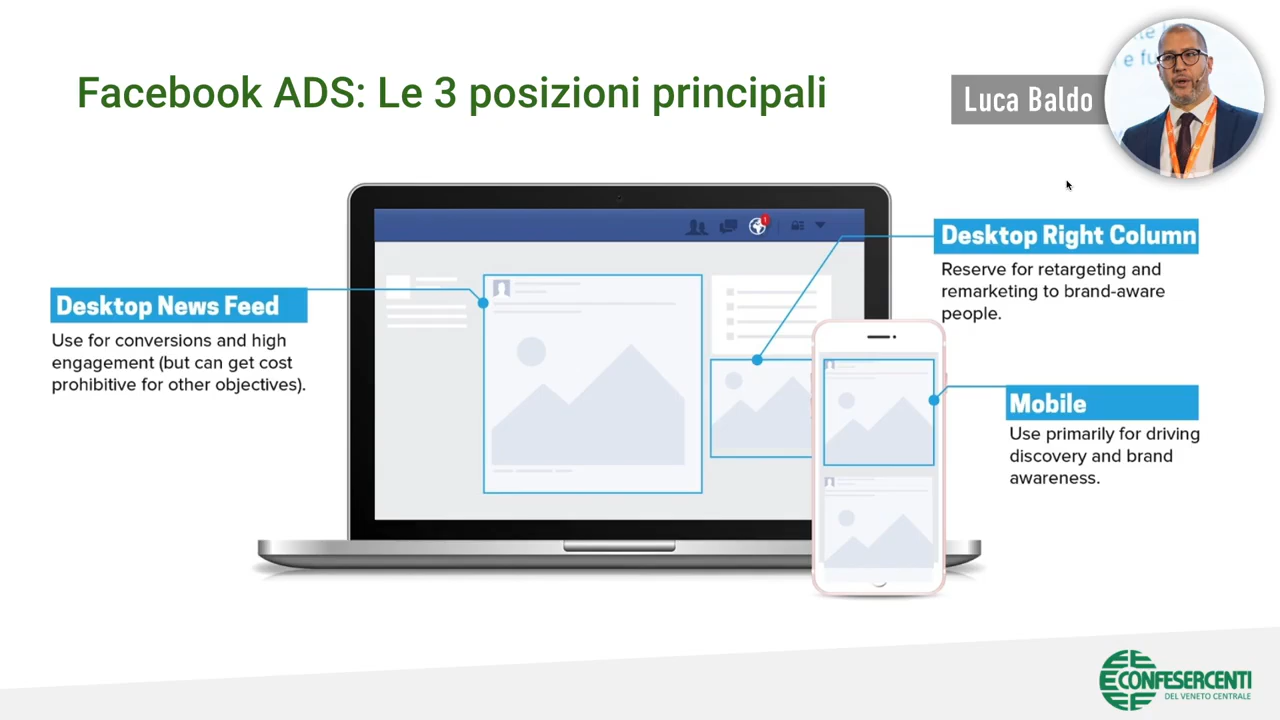 Facebook ADS: Le 3 posizioni principali
Luca Baldo
Desktop News Feed
Use for conversions and high
engagement (but can get cost
prohibitive for other objectives).
1
Desktop Right Column
Reserve for retargeting and
remarketing to brand-aware
people.
Mobile
Use primarily for driving
discovery and brand
awareness.
CONFESERCENTI
DEL VENETO CENTRALE